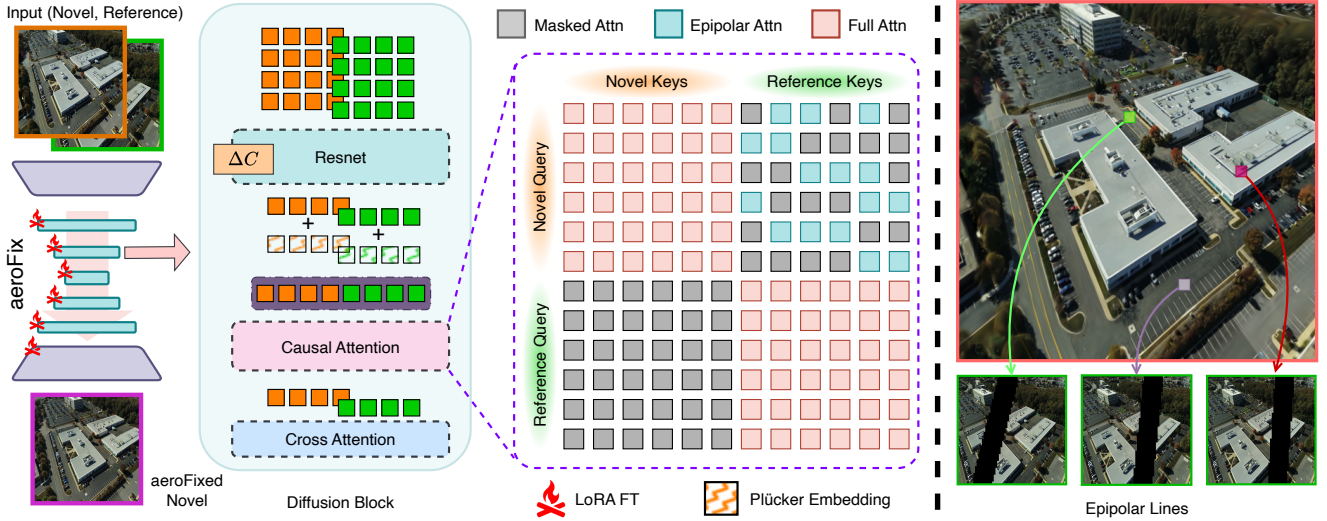 Input (Novel, Reference)
aeroFix
aeroFixed
Novel
ΔC
Resnet
+
+
Causal Attention
Cross Attention
Diffusion Block
Masked Attn
Epipolar Attn
Full Attn
Novel Keys
Reference Keys
Novel Query
Reference Query
LoRA FT
Plücker Embedding
Epipolar Lines